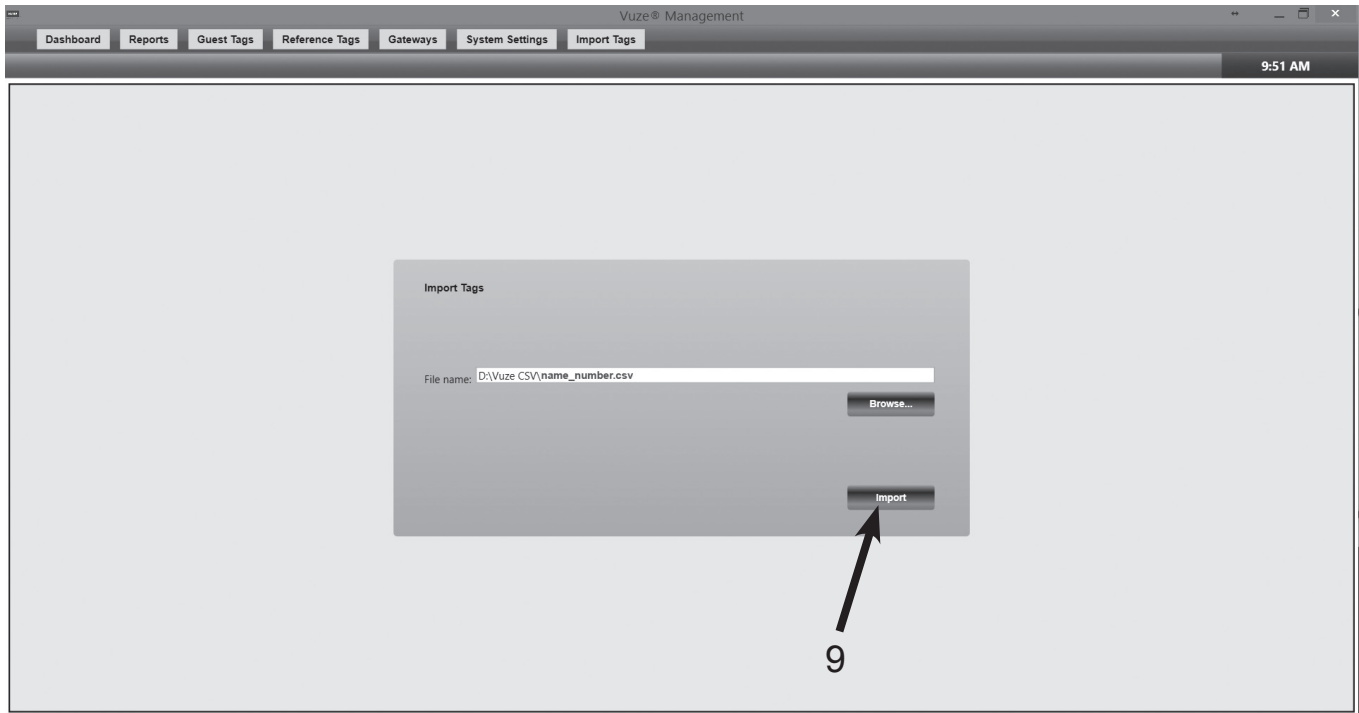 Vuze® Management
Dashboard Reports Guest Tags Reference Tags Gateways System Settings Import Tags
9:51 AM
Import Tags
File name: D:\Vuze CSV\name_number.csv
Browse...
Import
9